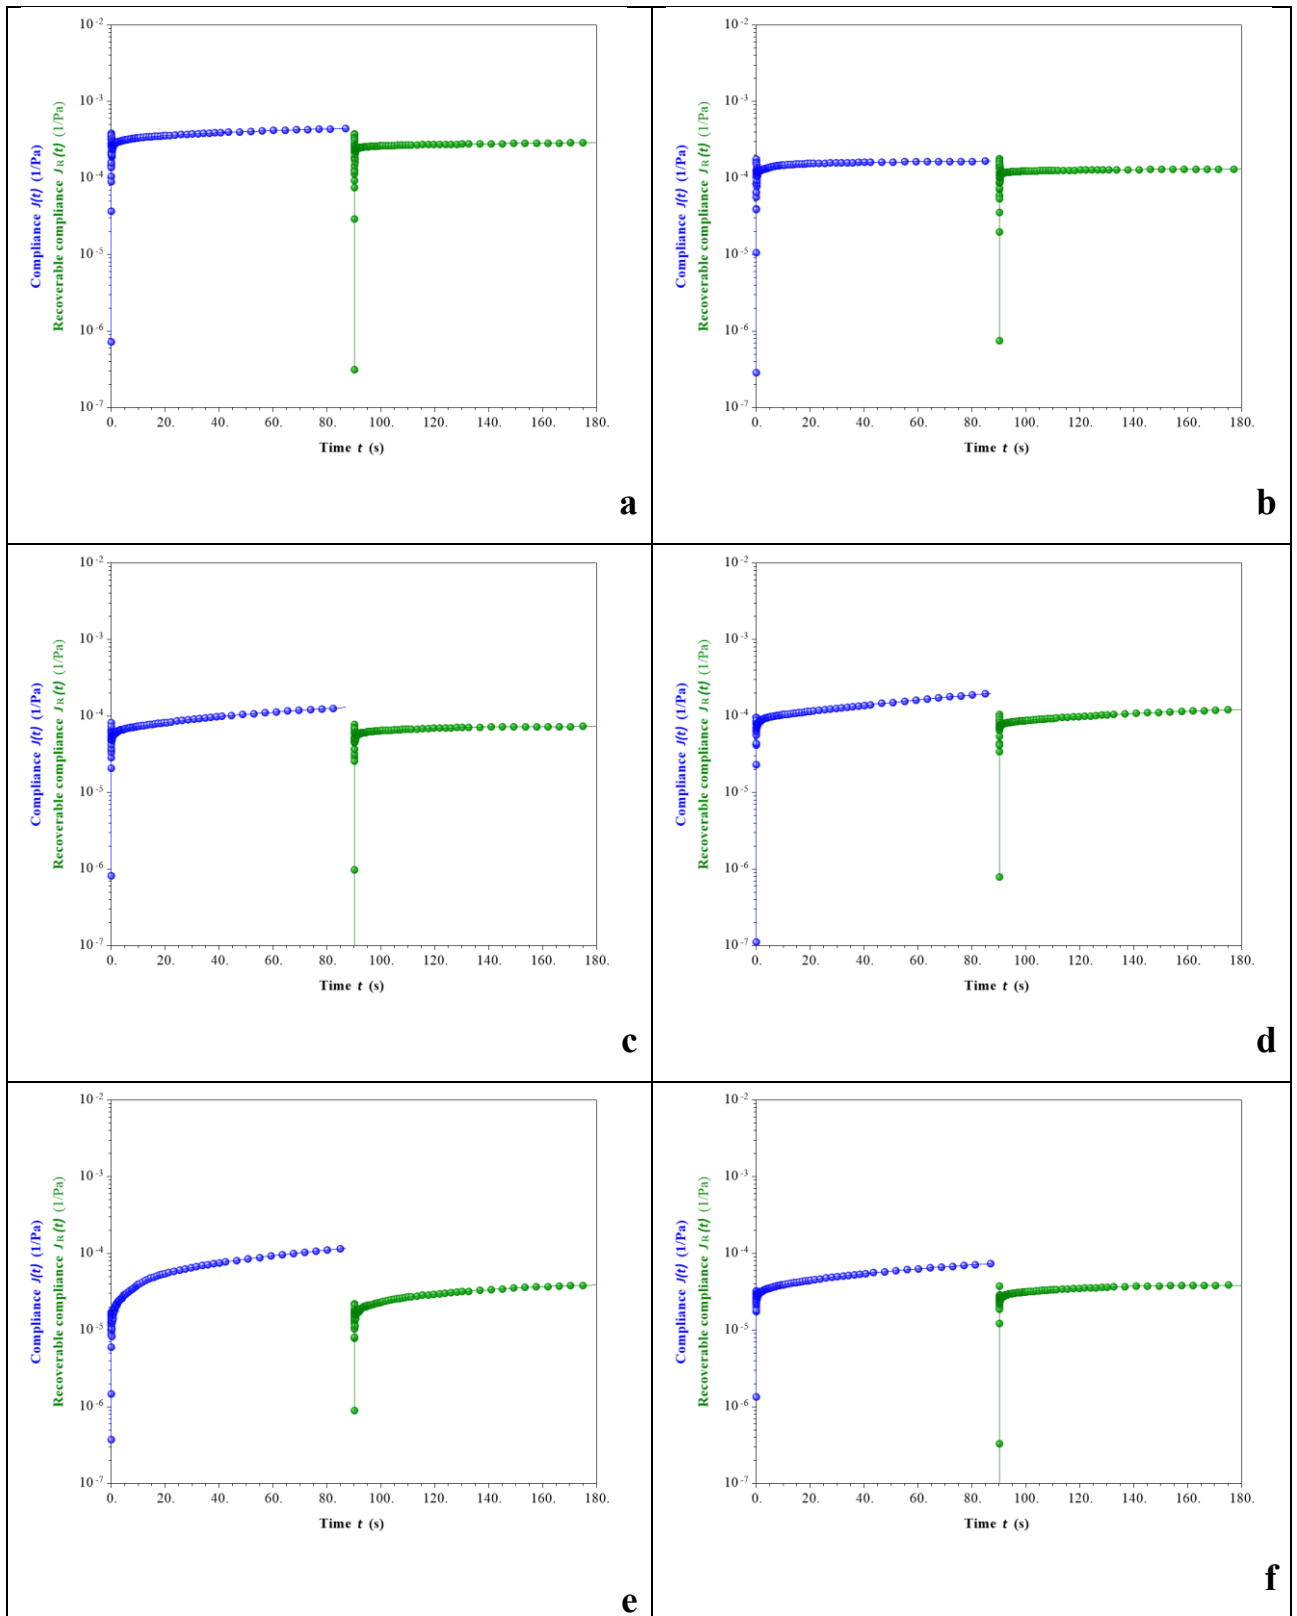 10-2
10-3
10-4
10-5
10-6
10-7
Compliance J(t) (1/Pa)
Recoverable compliance JR(t) (1/Pa)
0. 20. 40. 60. 80. 100. 120. 140. 160. 180.
Time t (s)
a
10-2
10-3
10-4
10-5
10-6
10-7
Compliance J(t) (1/Pa)
Recoverable compliance JR(t) (1/Pa)
0. 20. 40. 60. 80. 100. 120. 140. 160. 180.
Time t (s)
b
10-2
10-3
10-4
10-5
10-6
10-7
Compliance J(t) (1/Pa)
Recoverable compliance JR(t) (1/Pa)
0. 20. 40. 60. 80. 100. 120. 140. 160. 180.
Time t (s)
c
10-2
10-3
10-4
10-5
10-6
10-7
Compliance J(t) (1/Pa)
Recoverable compliance JR(t) (1/Pa)
0. 20. 40. 60. 80. 100. 120. 140. 160. 180.
Time t (s)
d
10-2
10-3
10-4
10-5
10-6
10-7
Compliance J(t) (1/Pa)
Recoverable compliance JR(t) (1/Pa)
0. 20. 40. 60. 80. 100. 120. 140. 160. 180.
Time t (s)
e
10-2
10-3
10-4
10-5
10-6
10-7
Compliance J(t) (1/Pa)
Recoverable compliance JR(t) (1/Pa)
0. 20. 40. 60. 80. 100. 120. 140. 160. 180.
Time t (s)
f